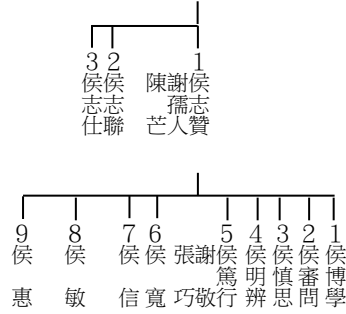 1
侯志贊
謝孺人
陳芒
2
侯志聯
3
侯志仕
1
侯博學
2
侯審問
3
侯慎思
4
侯明辨
5
侯篤行
謝敬
張巧
6
侯寬
7
侯信
8
侯敏
9
侯惠